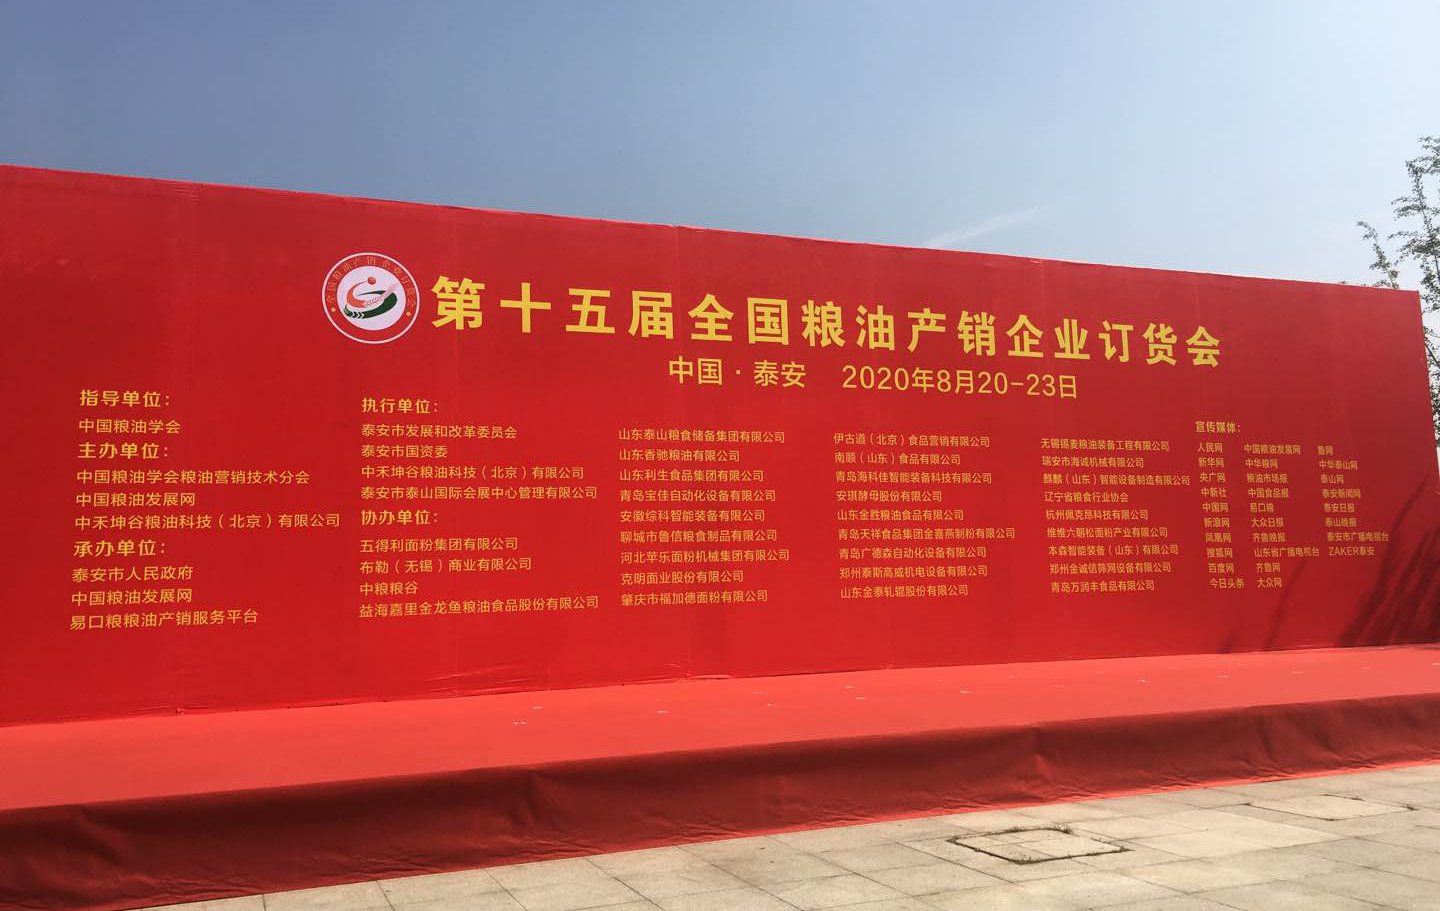 全国粮油产销企业订货会
第十五届全国粮油产销企业订货会
中国·泰安 2020年8月20-23日
指导单位：
中国粮油学会
主办单位：
中国粮油学会粮油营销技术分会
中国粮油发展网
中禾坤谷粮油科技（北京）有限公司
承办单位：
泰安市人民政府
中国粮油发展网
易口粮粮油产销服务平台
执行单位：
泰安市发展和改革委员会
泰安市国资委
中禾坤谷粮油科技（北京）有限公司
泰安市泰山国际会展中心管理有限公司
协办单位：
五得利面粉集团有限公司
布勒（无锡）商业有限公司
中粮粮谷
益海嘉里金龙鱼粮油食品股份有限公司
山东泰山粮食储备集团有限公司
山东香驰粮油有限公司
山东利生食品集团有限公司
青岛宝佳自动化设备有限公司
安徽综科智能装备有限公司
聊城市鲁信粮食制品有限公司
河北苹乐面粉机械集团有限公司
克明面业股份有限公司
肇庆市福加德面粉有限公司
伊古道（北京）食品营销有限公司
南顺（山东）食品有限公司
青岛海科佳智能装备科技有限公司
安琪酵母股份有限公司
山东金胜粮油食品有限公司
青岛天祥食品集团金喜燕制粉有限公司
青岛广德森自动化设备有限公司
郑州泰斯高威机电设备有限公司
山东金泰轧辊股份有限公司
无锡锡麦粮油装备工程有限公司
瑞安市海诚机械有限公司
麒麟（山东）智能设备制造有限公司
辽宁省粮食行业协会
杭州佩克昂科技有限公司
维维六朝松面粉产业有限公司
本森智能装备（山东）有限公司
郑州金诚信筛网设备有限公司
青岛万润丰食品有限公司
宣传媒体：
人民网 中国粮油发展网
新华网 中华粮网 中华泰山网
央广网 粮油市场报 泰山网
中新社 中国食品报 泰安新闻网
中国网 易口粮 泰安日报
新浪网 大众日报 泰山晚报
凤凰网 齐鲁晚报 泰安市广播电视台
搜狐网 山东省广播电视台 ZAKER泰安
百度网 齐鲁网
今日头条 大众网